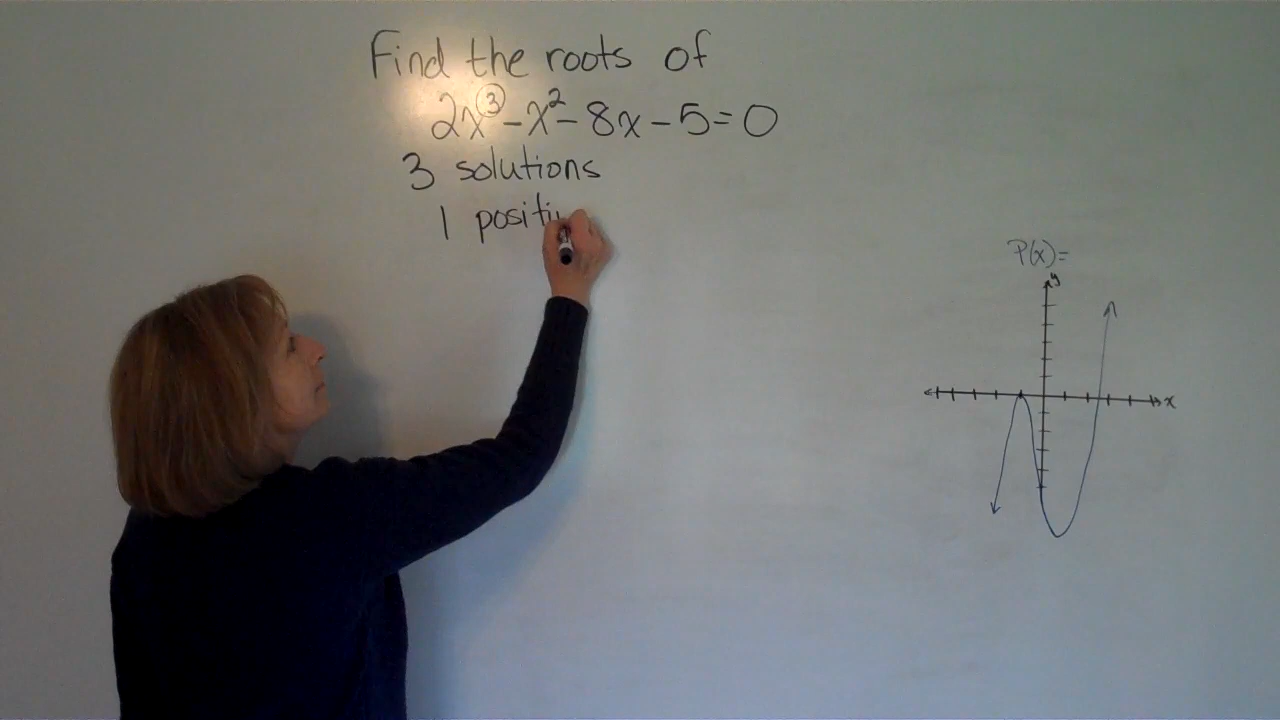 Find the roots of
2x³-x²-8x-5=0
3 solutions
1 positi
P(x)=
y
x